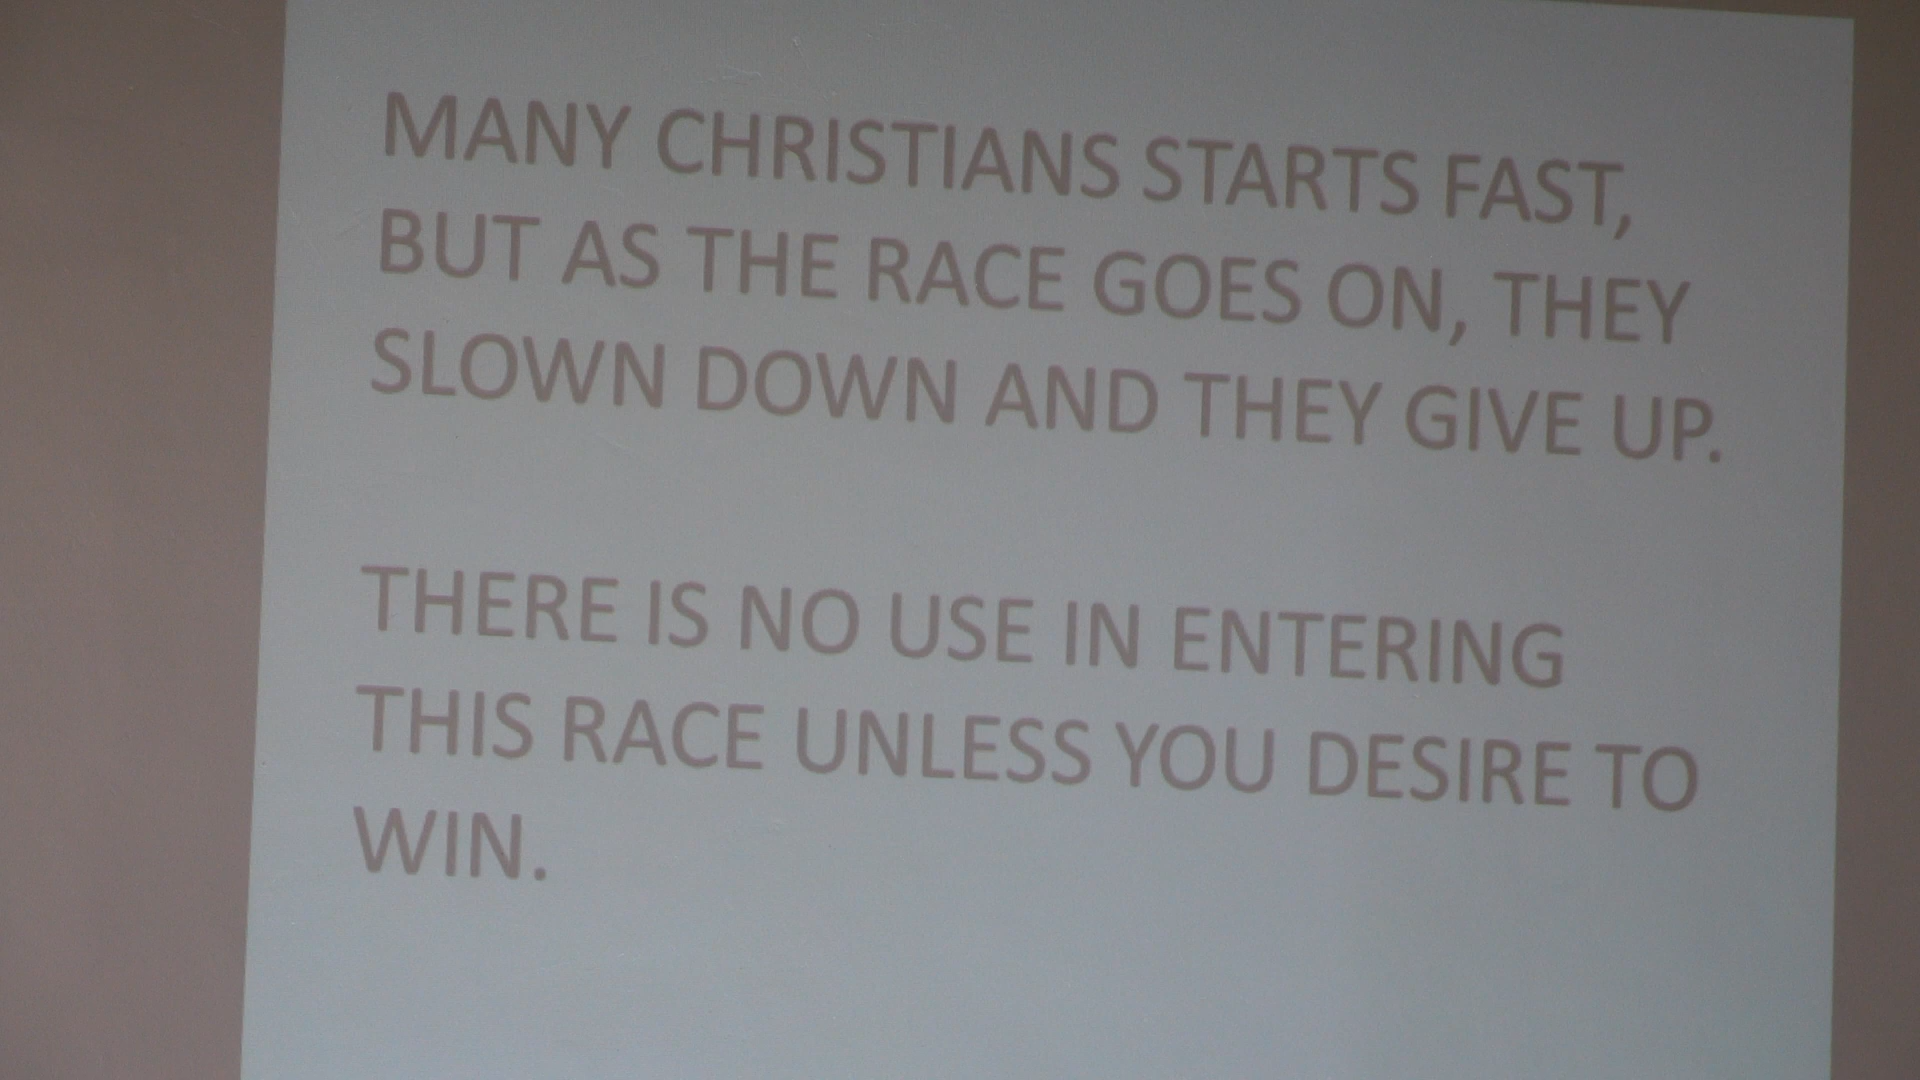 MANY CHRISTIANS STARTS FAST,
BUT AS THE RACE GOES ON, THEY
SLOWN DOWN AND THEY GIVE UP.
THERE IS NO USE IN ENTERING
THIS RACE UNLESS YOU DESIRE TO
WIN.